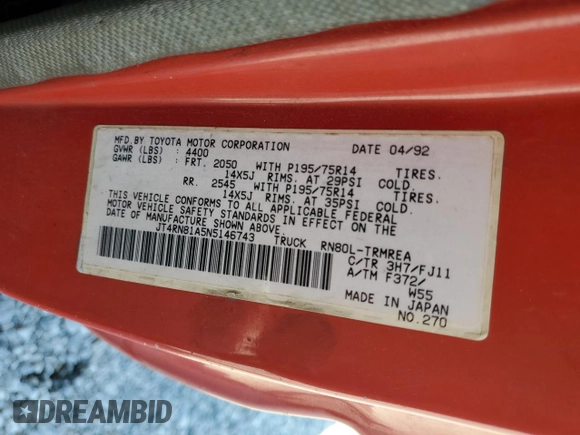 MFD.BY TOYOTA MOTOR CORPORATION DATE 04/92
GVWR (LBS) : 4400
GAWR (LBS) : FRT. 2050 WITH P195/75R14 TIRES.
14X5J RIMS. AT 29PSI COLD.
RR. 2545 WITH P195/75R14 TIRES.
14X5J RIMS. AT 35PSI COLD.
THIS VEHICLE CONFORMS TO ALL APPLICABLE FEDERAL
MOTOR VEHICLE SAFETY STANDARDS IN EFFECT ON THE DATE OF
MANUFACTURE SHOWN ABOVE.
JT4RN81A5N5146743 TRUCK RN80L-TRMREA
C/TR 3H7/FJ11
A/TM F372/
W55
MADE IN JAPAN
NO.270
DREAMBID